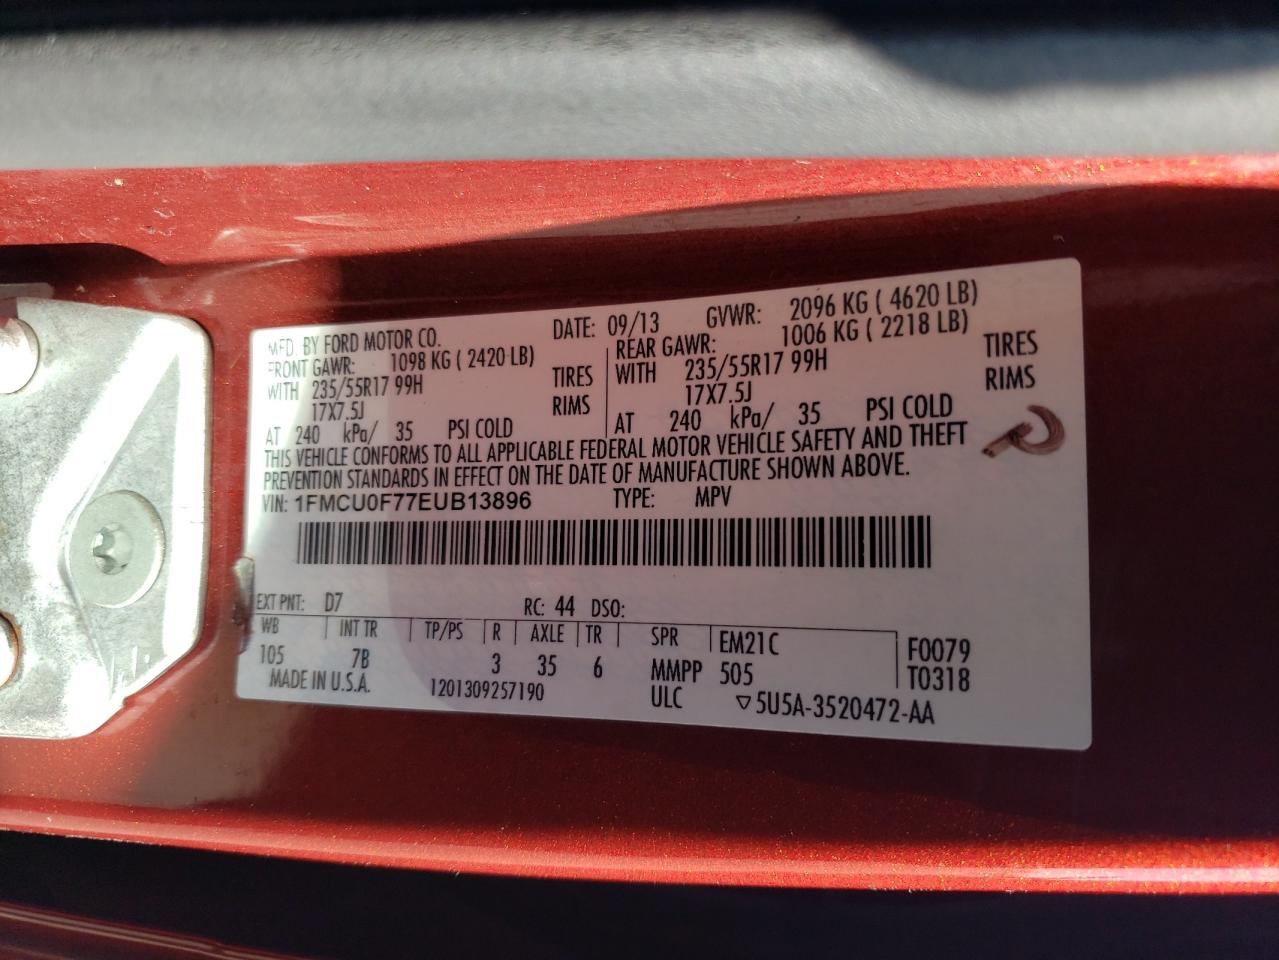 MFD. BY FORD MOTOR CO. DATE: 09/13 GVWR: 2096 KG ( 4620 LB)
FRONT GAWR: 1098 KG ( 2420 LB) REAR GAWR: 1006 KG ( 2218 LB)
WITH 235/55R17 99H TIRES WITH 235/55R17 99H TIRES
17X7.5J RIMS 17X7.5J RIMS
AT 240 kPa/ 35 PSI COLD AT 240 kPa/ 35 PSI COLD
THIS VEHICLE CONFORMS TO ALL APPLICABLE FEDERAL MOTOR VEHICLE SAFETY AND THEFT
PREVENTION STANDARDS IN EFFECT ON THE DATE OF MANUFACTURE SHOWN ABOVE.
VIN: 1FMCU0F77EUB13896 TYPE: MPV
EXT PNT: D7 RC: 44 DSO:
WB INT TR TP/PS R AXLE TR SPR EM21C F0079
105 7B 3 35 6 MMPP 505 T0318
MADE IN U.S.A. 1201309257190 ULC ▽5U5A-3520472-AA